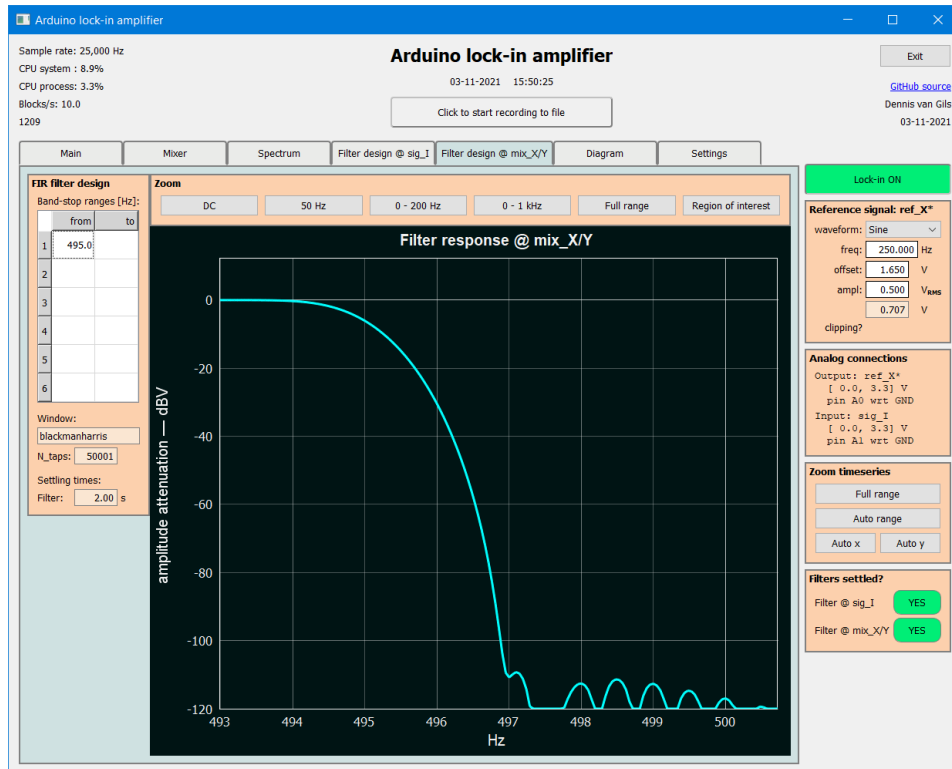 Arduino lock-in amplifier
Sample rate: 25,000 Hz
CPU system : 8.9%
CPU process: 3.3%
Blocks/s: 10.0
1209
Arduino lock-in amplifier
03-11-2021 15:50:25
Click to start recording to file
Exit
GitHub source
Dennis van Gils
03-11-2021
Main
Mixer
Spectrum
Filter design @ sig_I
Filter design @ mix_X/Y
Diagram
Settings
FIR filter design
Band-stop ranges [Hz]:
from to
1 495.0
2
3
4
5
6
Window:
blackmanharris
N_taps: 50001
Settling times:
Filter: 2.00 s
Zoom
DC
50 Hz
0 - 200 Hz
0 - 1 kHz
Full range
Region of interest
Filter response @ mix_X/Y
amplitude attenuation — dBV
0
-20
-40
-60
-80
-100
-120
493 494 495 496 497 498 499 500
Hz
Lock-in ON
Reference signal: ref_X*
waveform: Sine
freq: 250.000 Hz
offset: 1.650 V
ampl: 0.500 VRMS
0.707 V
clipping?
Analog connections
Output: ref_X*
[ 0.0, 3.3] V
pin A0 wrt GND
Input: sig_I
[ 0.0, 3.3] V
pin A1 wrt GND
Zoom timeseries
Full range
Auto range
Auto x Auto y
Filters settled?
Filter @ sig_I YES
Filter @ mix_X/Y YES